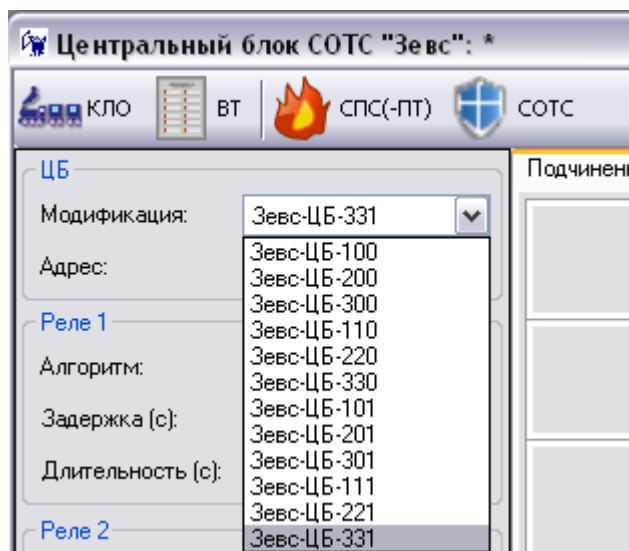 Центральный блок СОТС "Зевс": *
КЛО ВТ СПС(-ПТ) СОТС
ЦБ
Подчинен
Модификация: Зевс-ЦБ-331
Зевс-ЦБ-100
Адрес:
Зевс-ЦБ-200
Зевс-ЦБ-300
Реле 1
Зевс-ЦБ-110
Зевс-ЦБ-220
Алгоритм:
Зевс-ЦБ-330
Зевс-ЦБ-101
Задержка (с):
Зевс-ЦБ-201
Зевс-ЦБ-301
Длительность (с):
Зевс-ЦБ-111
Зевс-ЦБ-221
Реле 2
Зевс-ЦБ-331